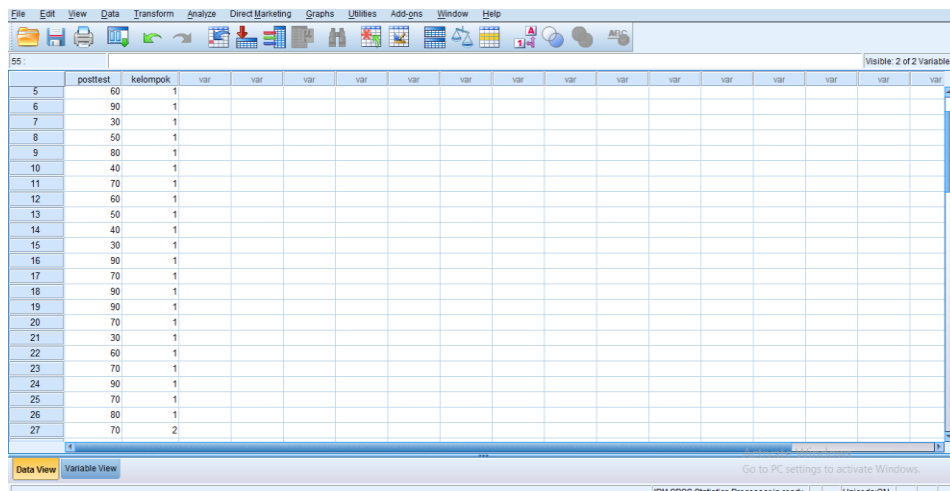 File Edit View Data Transform Analyze Direct Marketing Graphs Utilities Add-ons Window Help
55 :
Visible: 2 of 2 Variable
posttest kelompok var var var var var var var var var var var var var
5 60 1
6 90 1
7 30 1
8 50 1
9 80 1
10 40 1
11 70 1
12 60 1
13 50 1
14 40 1
15 30 1
16 90 1
17 70 1
18 90 1
19 90 1
20 70 1
21 30 1
22 60 1
23 70 1
24 90 1
25 70 1
26 80 1
27 70 2
Data View Variable View
Go to PC settings to activate Windows.